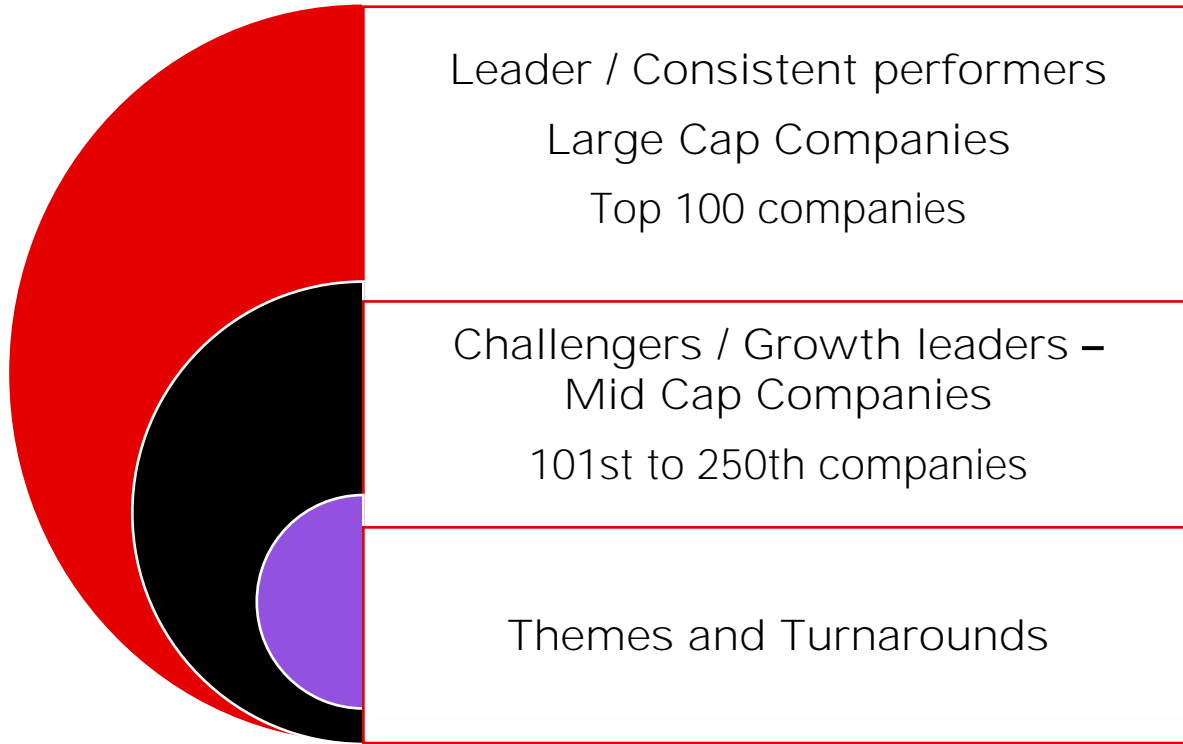 Leader / Consistent performers
Large Cap Companies
Top 100 companies
Challengers / Growth leaders –
Mid Cap Companies
101st to 250th companies
Themes and Turnarounds